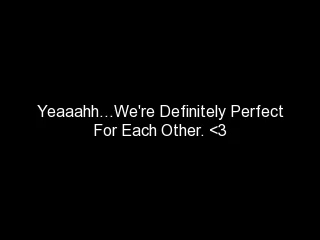 Yeaaahh...We're Definitely Perfect
For Each Other. <3